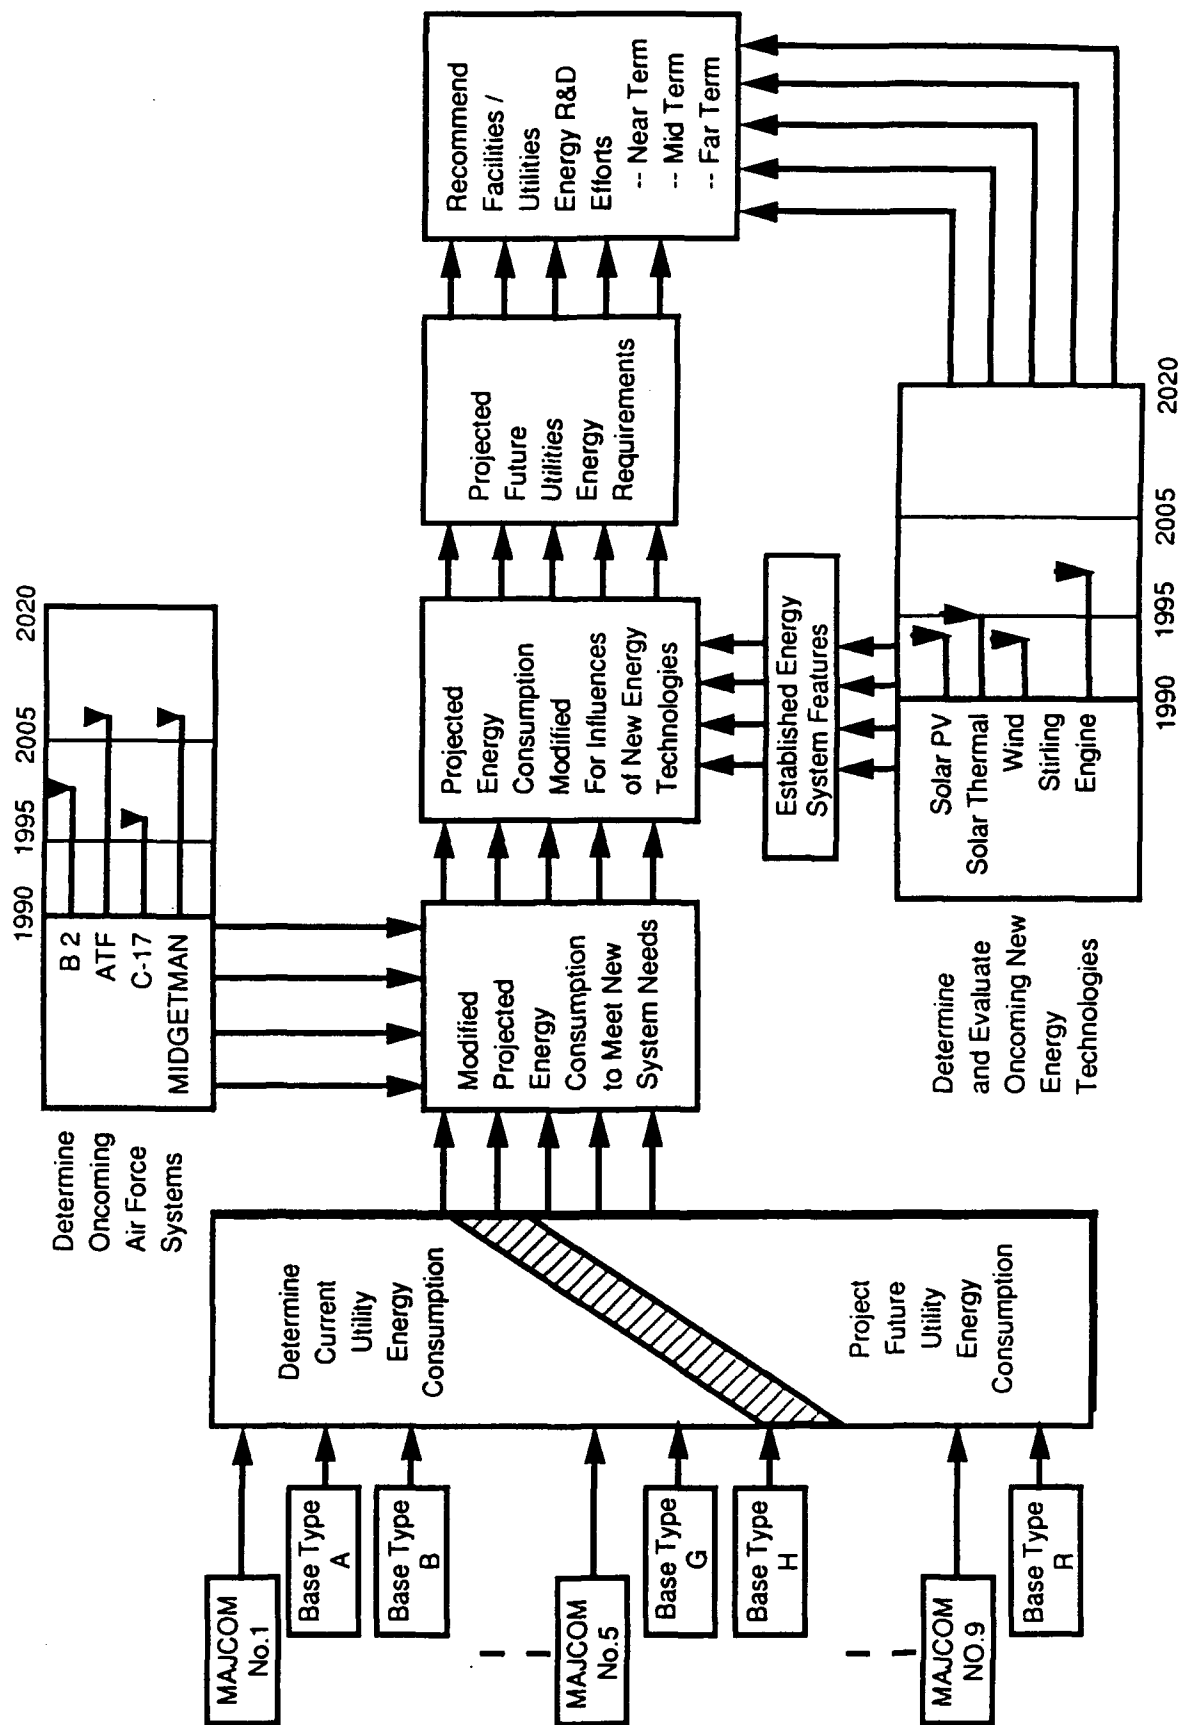 MAJCOM
No.1
Base Type
A
Base Type
B
MAJCOM
No.5
Base Type
G
Base Type
H
MAJCOM
NO.9
Base Type
R
Determine
Current
Utility
Energy
Consumption
Project
Future
Utility
Energy
Consumption
Determine
Oncoming
Air Force
Systems
B 2
ATF
C-17
MIDGETMAN
1990
1995
2005
2020
Modified
Projected
Energy
Consumption
to Meet New
System Needs
Projected
Energy
Consumption
Modified
For Influences
of New Energy
Technologies
Established Energy
System Features
Determine
and Evaluate
Oncoming New
Energy
Technologies
Solar PV
Solar Thermal
Wind
Stirling
Engine
1990
1995
2005
2020
Projected
Future
Utilities
Energy
Requirements
Recommend
Facilities /
Utilities
Energy R&D
Efforts
-- Near Term
-- Mid Term
-- Far Term